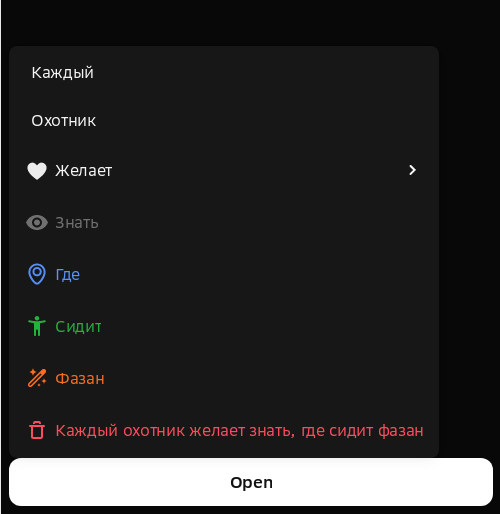 Каждый
Охотник
Желает
Знать
Где
Сидит
Фазан
Каждый охотник желает знать, где сидит фазан
Open